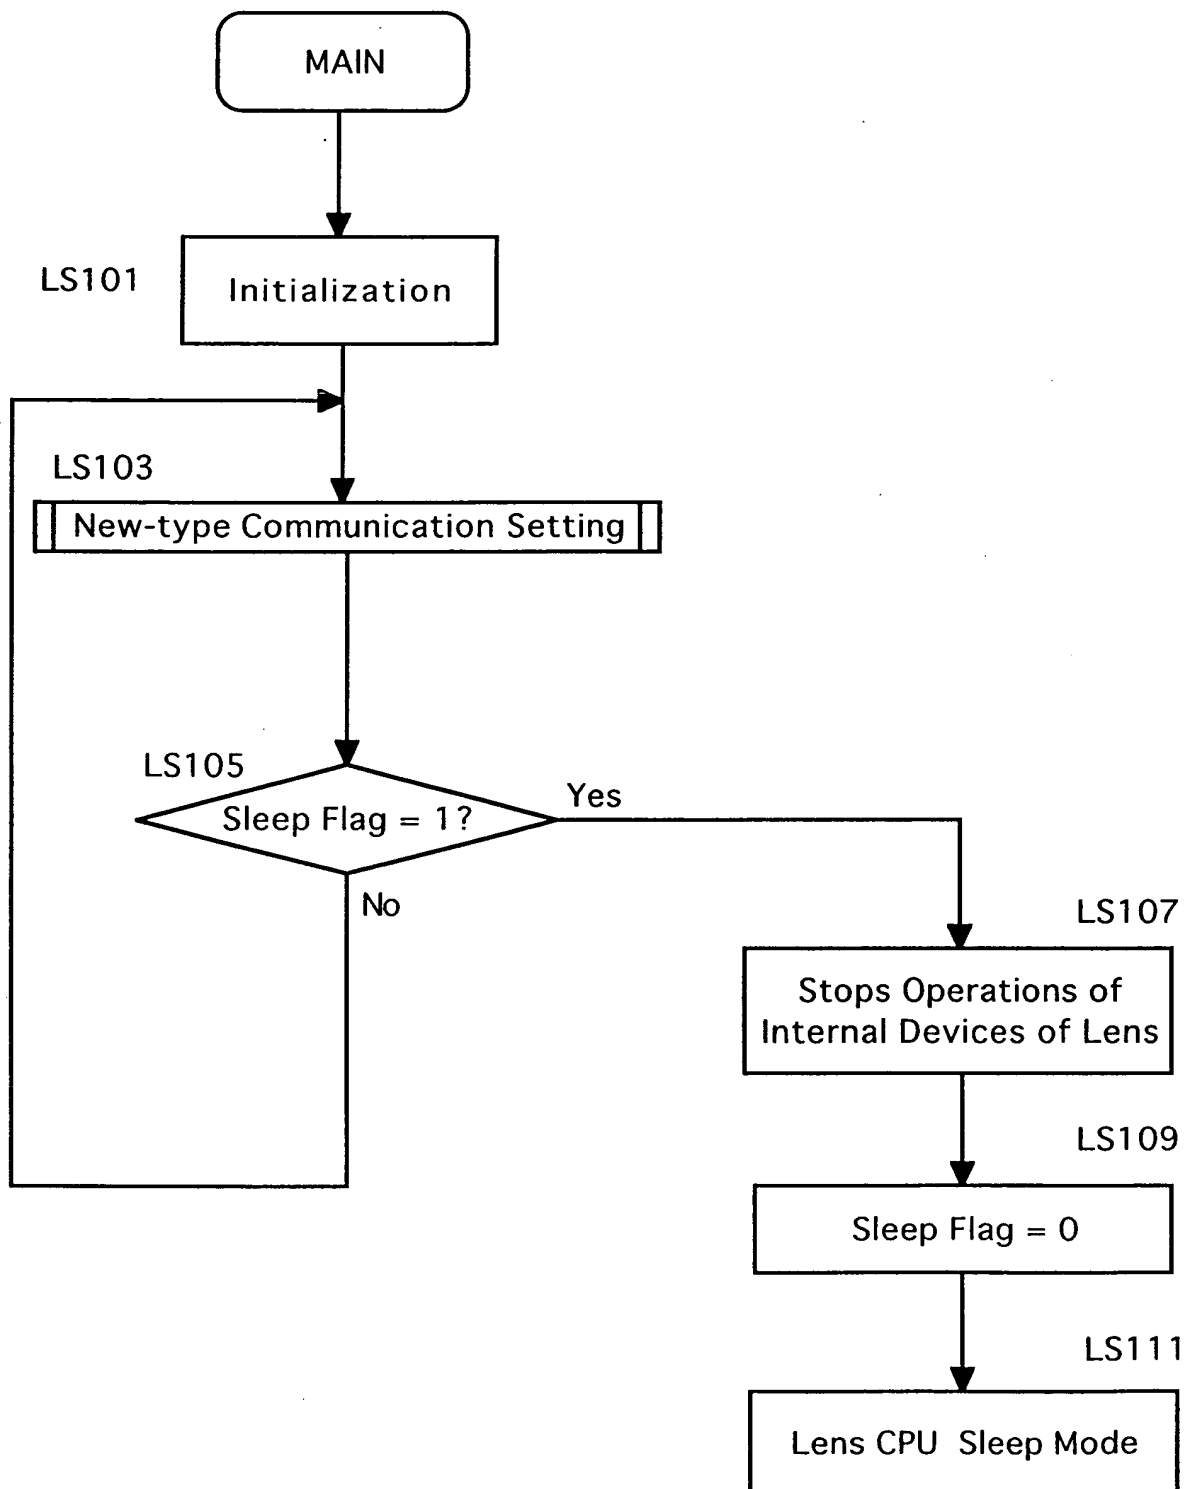 MAIN
LS101
Initialization
LS103
New-type Communication Setting
LS105
Sleep Flag = 1?
Yes
No
LS107
Stops Operations of
Internal Devices of Lens
LS109
Sleep Flag = 0
LS111
Lens CPU Sleep Mode